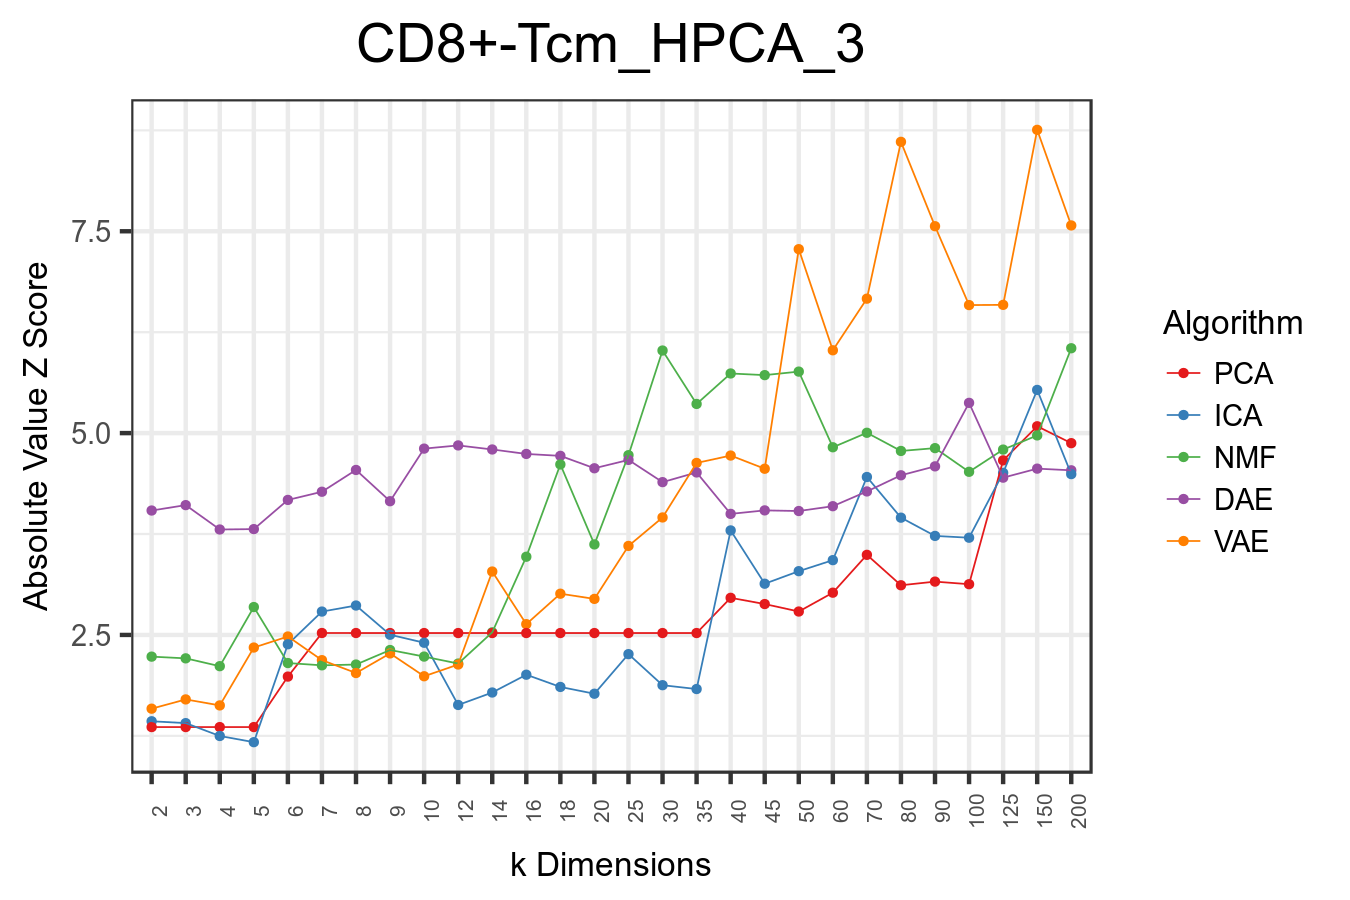 CD8+-Tcm_HPCA_3
Absolute Value Z Score
7.5
5.0
2.5
2 3 4 5 6 7 8 9 10 12 14 16 18 20 25 30 35 40 45 50 60 70 80 90 100 125 150 200
k Dimensions
Algorithm
PCA
ICA
NMF
DAE
VAE